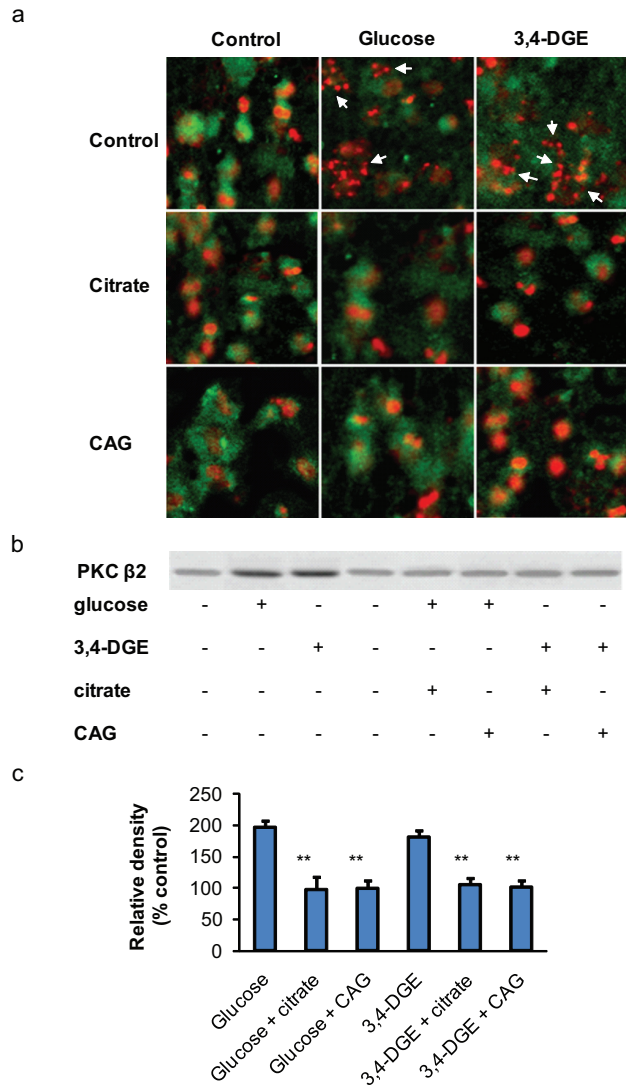 a
Control Glucose 3,4-DGE
Control
Citrate
CAG
b
PKC β2
glucose - + - - + + - -
3,4-DGE - - + - - - + +
citrate - - - - + - + -
CAG - - - - - + - +
c
Relative density
(% control)
250
200
150
100
50
0
** ** ** **
Glucose
Glucose + citrate
Glucose + CAG
3,4-DGE
3,4-DGE + citrate
3,4-DGE + CAG